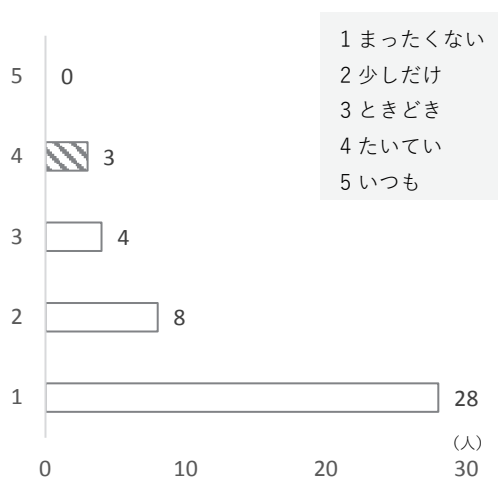 1 まったくない
2 少しだけ
3 ときどき
4 たいてい
5 いつも
5 0
4 3
3 4
2 8
1 28
（人）
0 10 20 30